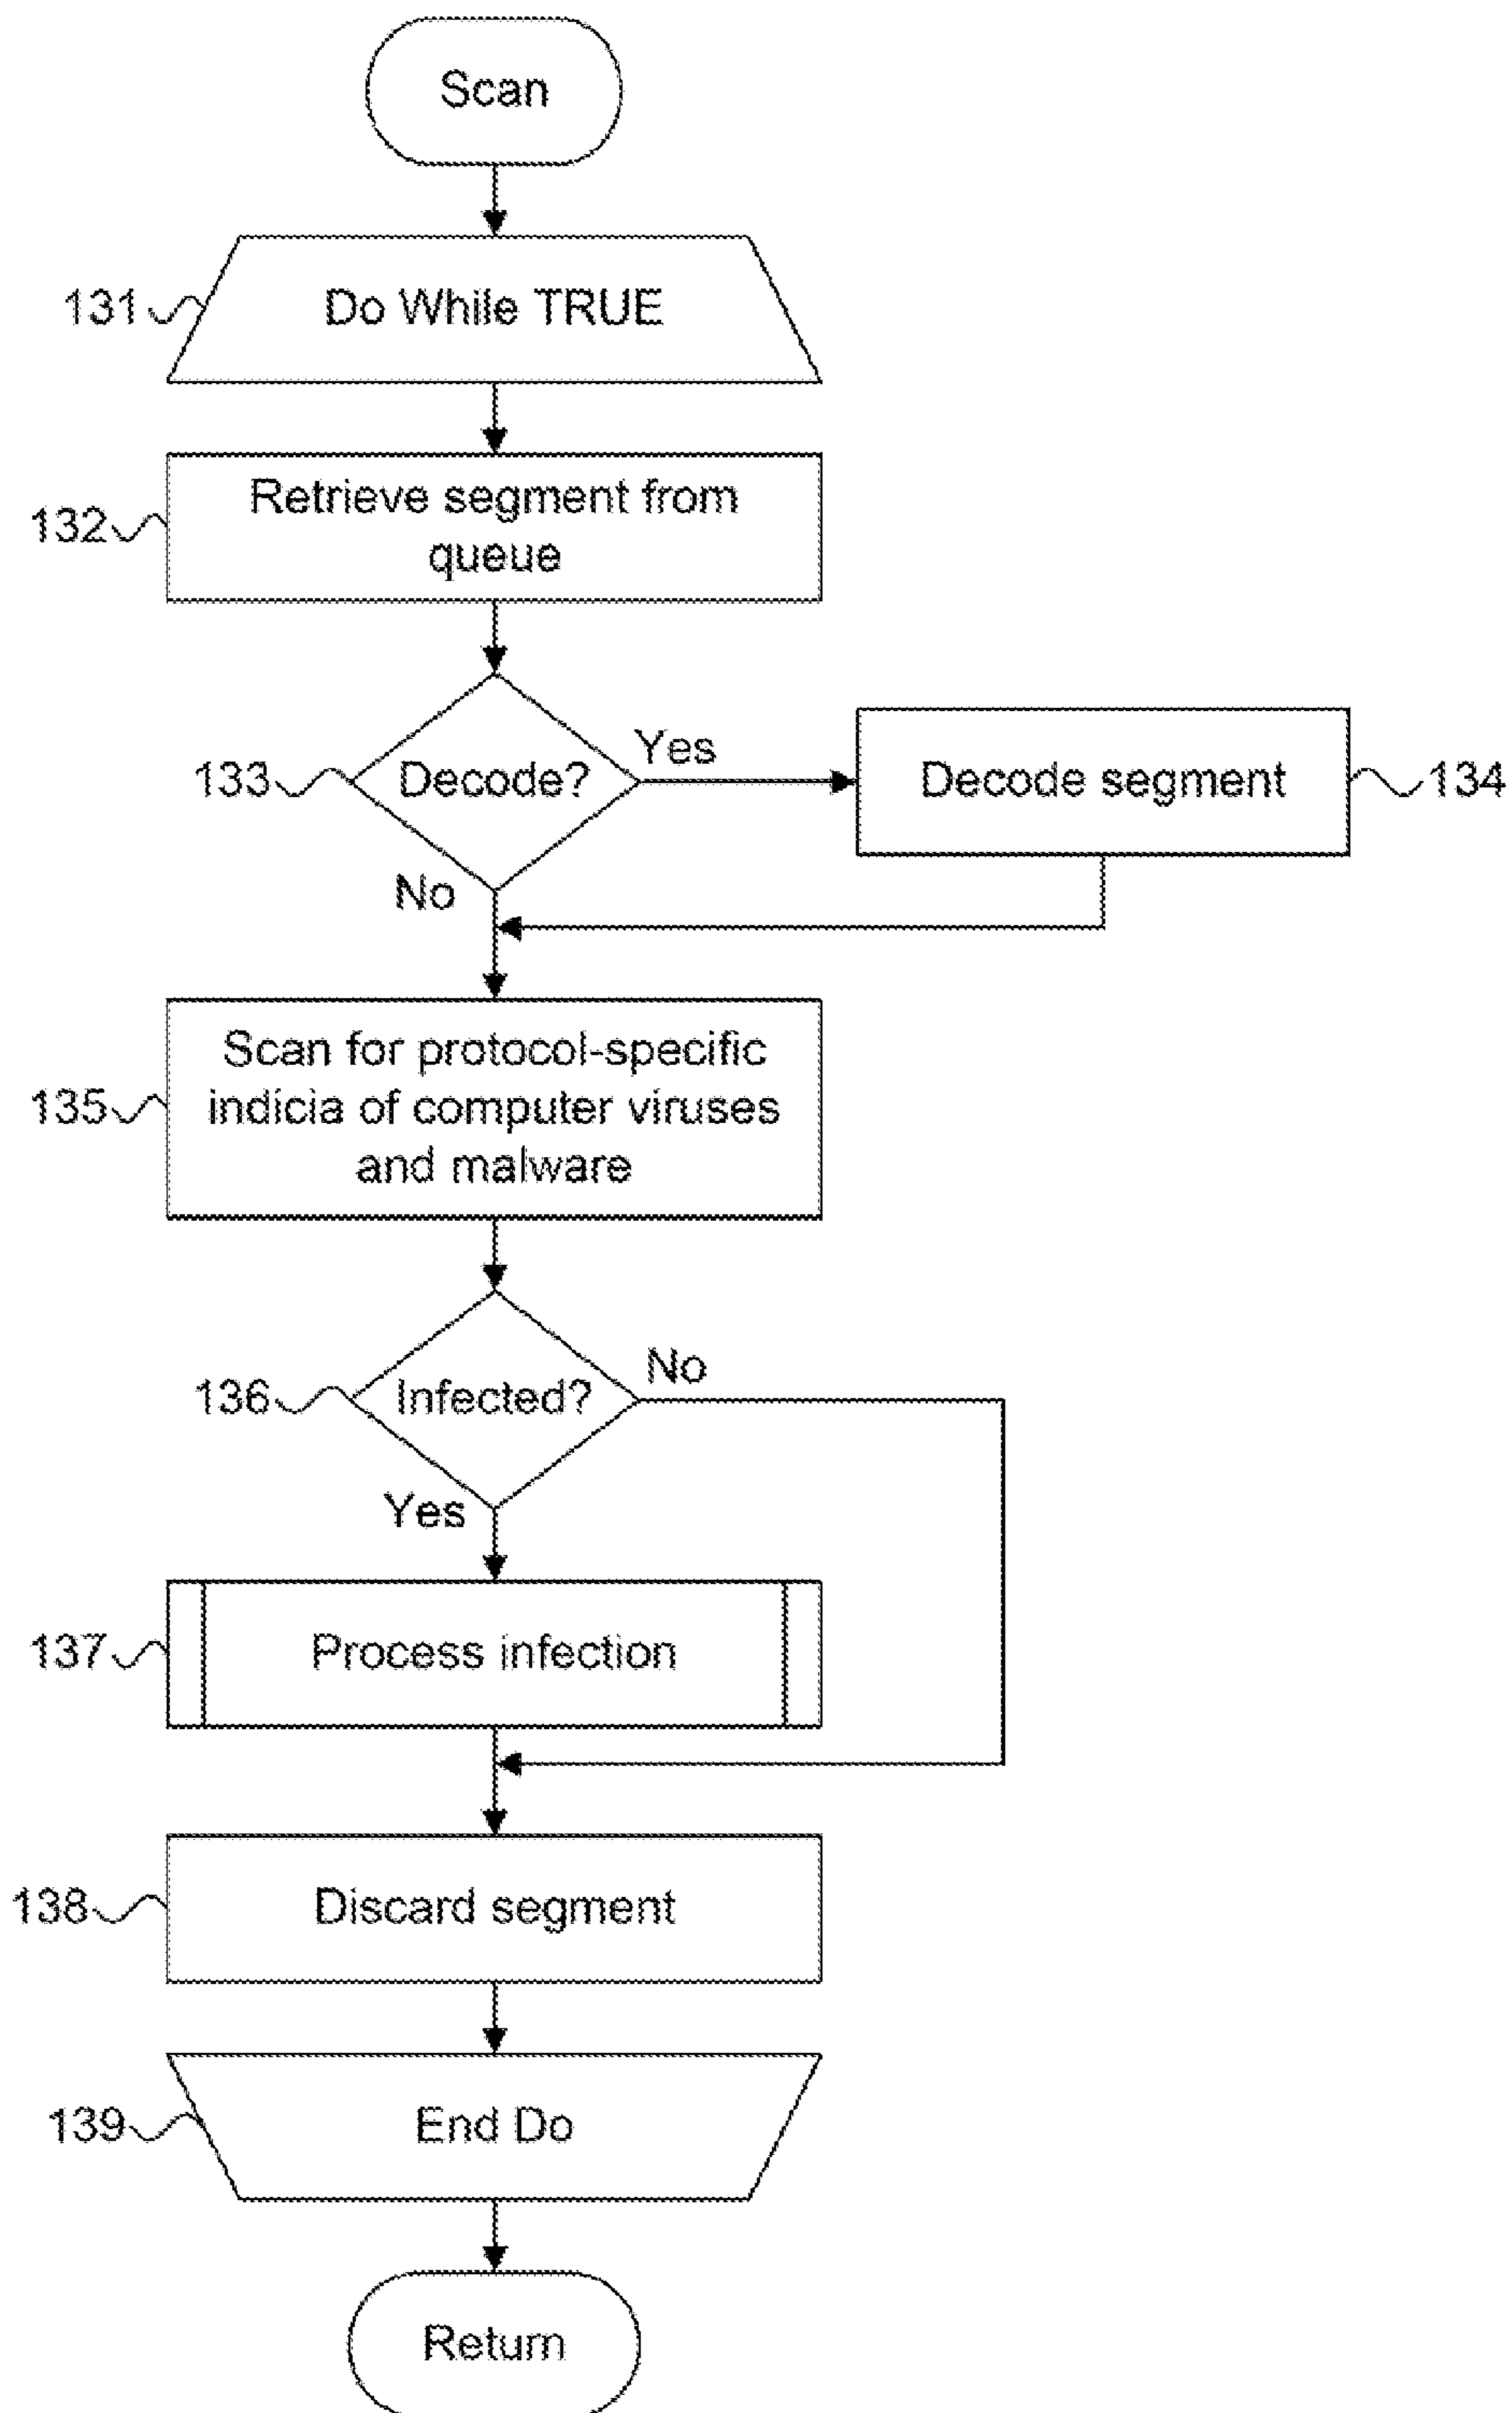 Scan
131
Do While TRUE
132
Retrieve segment from
queue
133
Decode?
Yes
Decode segment
134
No
135
Scan for protocol-specific
indicia of computer viruses
and malware
136
Infected?
No
Yes
137
Process infection
138
Discard segment
139
End Do
Return